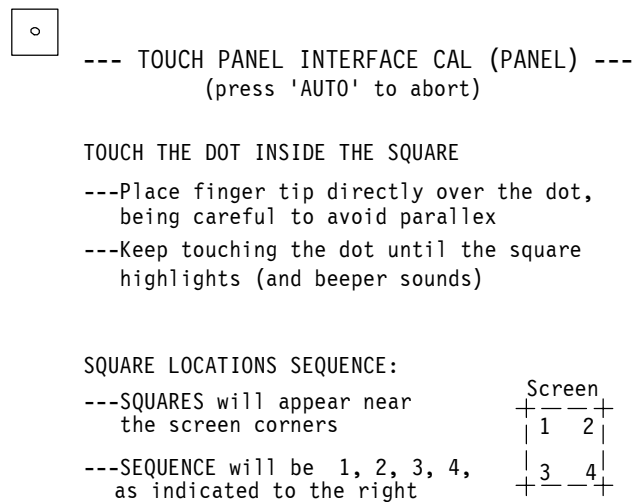 --- TOUCH PANEL INTERFACE CAL (PANEL) ---
(press 'AUTO' to abort)
TOUCH THE DOT INSIDE THE SQUARE
---Place finger tip directly over the dot,
being careful to avoid parallex
---Keep touching the dot until the square
highlights (and beeper sounds)
SQUARE LOCATIONS SEQUENCE:
---SQUARES will appear near
the screen corners
---SEQUENCE will be 1, 2, 3, 4,
as indicated to the right
Screen
1 2
3 4